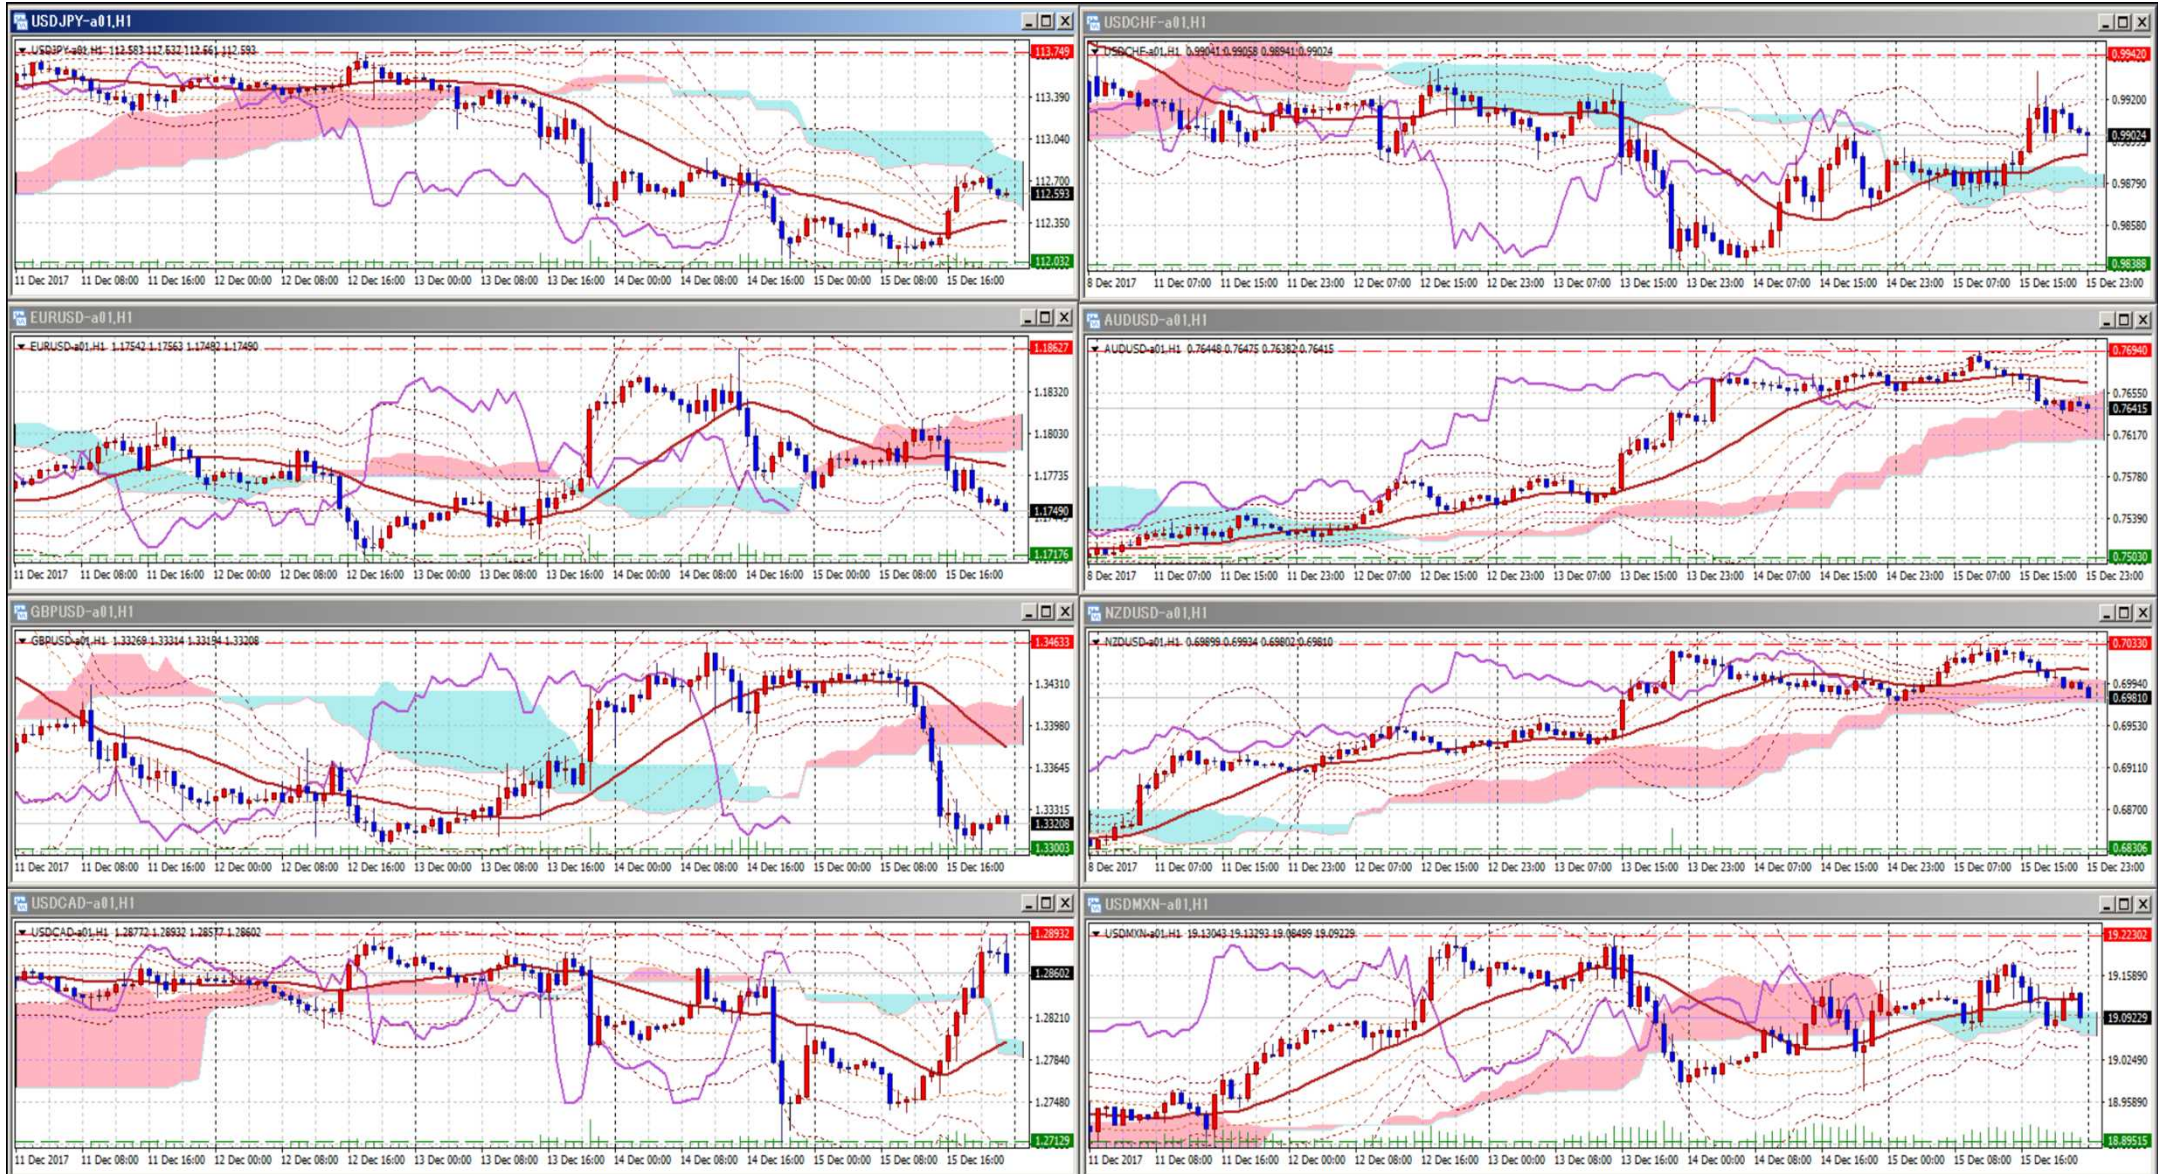 USDJPY-a01,H1
USDJPY-a01,H1 112.583 112.637 112.561 112.593
113.749
113.390
113.040
112.700
112.593
112.350
112.032
11 Dec 2017 11 Dec 08:00 11 Dec 16:00 12 Dec 00:00 12 Dec 08:00 12 Dec 16:00 13 Dec 00:00 13 Dec 08:00 13 Dec 16:00 14 Dec 00:00 14 Dec 08:00 14 Dec 16:00 15 Dec 00:00 15 Dec 08:00 15 Dec 16:00
USDCHF-a01,H1
USDCHF-a01,H1 0.99041 0.99058 0.98941 0.99024
0.99420
0.99200
0.99024
0.98790
0.98580
0.98388
8 Dec 2017 11 Dec 07:00 11 Dec 15:00 11 Dec 23:00 12 Dec 07:00 12 Dec 15:00 12 Dec 23:00 13 Dec 07:00 13 Dec 15:00 13 Dec 23:00 14 Dec 07:00 14 Dec 15:00 14 Dec 23:00 15 Dec 07:00 15 Dec 15:00 15 Dec 23:00
EURUSD-a01,H1
EURUSD-a01,H1 1.17542 1.17563 1.17482 1.17490
1.18627
1.18320
1.18030
1.17735
1.17490
1.17445
1.17176
11 Dec 2017 11 Dec 08:00 11 Dec 16:00 12 Dec 00:00 12 Dec 08:00 12 Dec 16:00 13 Dec 00:00 13 Dec 08:00 13 Dec 16:00 14 Dec 00:00 14 Dec 08:00 14 Dec 16:00 15 Dec 00:00 15 Dec 08:00 15 Dec 16:00
AUDUSD-a01,H1
AUDUSD-a01,H1 0.76448 0.76475 0.76382 0.76415
0.76940
0.76550
0.76415
0.76170
0.75780
0.75390
0.75030
8 Dec 2017 11 Dec 07:00 11 Dec 15:00 11 Dec 23:00 12 Dec 07:00 12 Dec 15:00 12 Dec 23:00 13 Dec 07:00 13 Dec 15:00 13 Dec 23:00 14 Dec 07:00 14 Dec 15:00 14 Dec 23:00 15 Dec 07:00 15 Dec 15:00 15 Dec 23:00
GBPUSD-a01,H1
GBPUSD-a01,H1 1.33269 1.33314 1.33194 1.33208
1.34633
1.34310
1.33980
1.33645
1.33315
1.33208
1.33003
11 Dec 2017 11 Dec 08:00 11 Dec 16:00 12 Dec 00:00 12 Dec 08:00 12 Dec 16:00 13 Dec 00:00 13 Dec 08:00 13 Dec 16:00 14 Dec 00:00 14 Dec 08:00 14 Dec 16:00 15 Dec 00:00 15 Dec 08:00 15 Dec 16:00
NZDUSD-a01,H1
NZDUSD-a01,H1 0.69899 0.69934 0.69802 0.69810
0.70330
0.69940
0.69810
0.69530
0.69110
0.68700
0.68306
8 Dec 2017 11 Dec 07:00 11 Dec 15:00 11 Dec 23:00 12 Dec 07:00 12 Dec 15:00 12 Dec 23:00 13 Dec 07:00 13 Dec 15:00 13 Dec 23:00 14 Dec 07:00 14 Dec 15:00 14 Dec 23:00 15 Dec 07:00 15 Dec 15:00 15 Dec 23:00
USDCAD-a01,H1
USDCAD-a01,H1 1.28772 1.28932 1.28577 1.28602
1.28932
1.28602
1.28210
1.27840
1.27480
1.27129
11 Dec 2017 11 Dec 08:00 11 Dec 16:00 12 Dec 00:00 12 Dec 08:00 12 Dec 16:00 13 Dec 00:00 13 Dec 08:00 13 Dec 16:00 14 Dec 00:00 14 Dec 08:00 14 Dec 16:00 15 Dec 00:00 15 Dec 08:00 15 Dec 16:00
USDMXN-a01,H1
USDMXN-a01,H1 19.13043 19.13293 19.08499 19.09229
19.22302
19.15890
19.09229
19.02490
18.95890
18.89515
11 Dec 2017 11 Dec 08:00 11 Dec 16:00 12 Dec 00:00 12 Dec 08:00 12 Dec 16:00 13 Dec 00:00 13 Dec 08:00 13 Dec 16:00 14 Dec 00:00 14 Dec 08:00 14 Dec 16:00 15 Dec 00:00 15 Dec 08:00 15 Dec 16:00